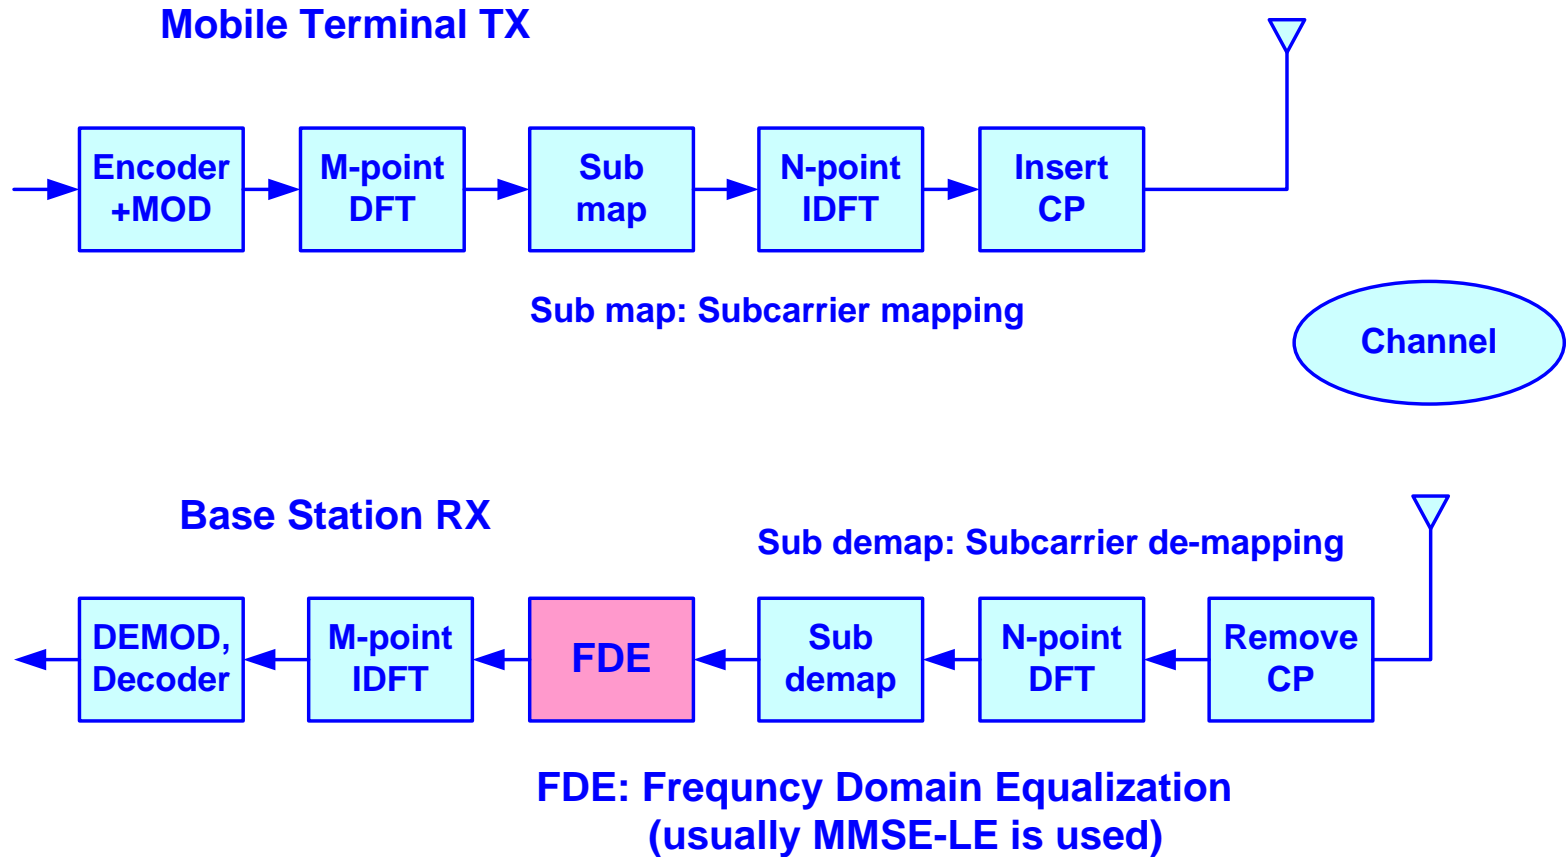 Mobile Terminal TX
Encoder
+MOD
M-point
DFT
Sub
map
N-point
IDFT
Insert
CP
Sub map: Subcarrier mapping
Channel
Base Station RX
Sub demap: Subcarrier de-mapping
DEMOD,
Decoder
M-point
IDFT
FDE
Sub
demap
N-point
DFT
Remove
CP
FDE: Frequncy Domain Equalization
(usually MMSE-LE is used)